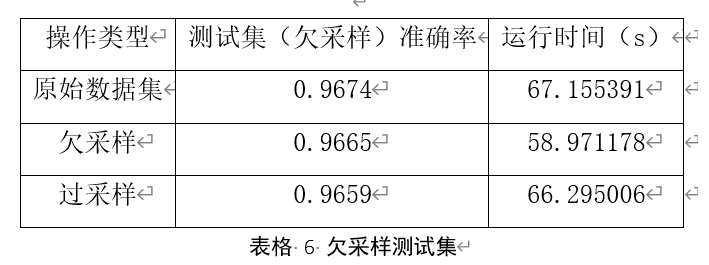 操作类型 测试集（欠采样）准确率 运行时间（s）
原始数据集 0.9674 67.155391
欠采样 0.9665 58.971178
过采样 0.9659 66.295006
表格 6 欠采样测试集